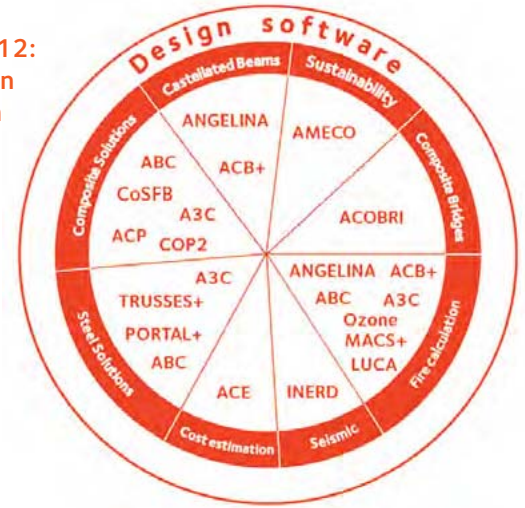 12:
n
Design software
Castellated Beams
Sustainability
Composite Bridges
Fire calculation
Seismic
Cost estimation
Steel Solutions
Composite Solutions
ANGELINA
ACB+
AMECO
ACOBRI
ANGELINA ACB+
ABC A3C
Ozone
MACS+
LUCA
INERD
ACE
A3C
TRUSSES+
PORTAL+
ABC
ABC
CoSFB
A3C
ACP COP2